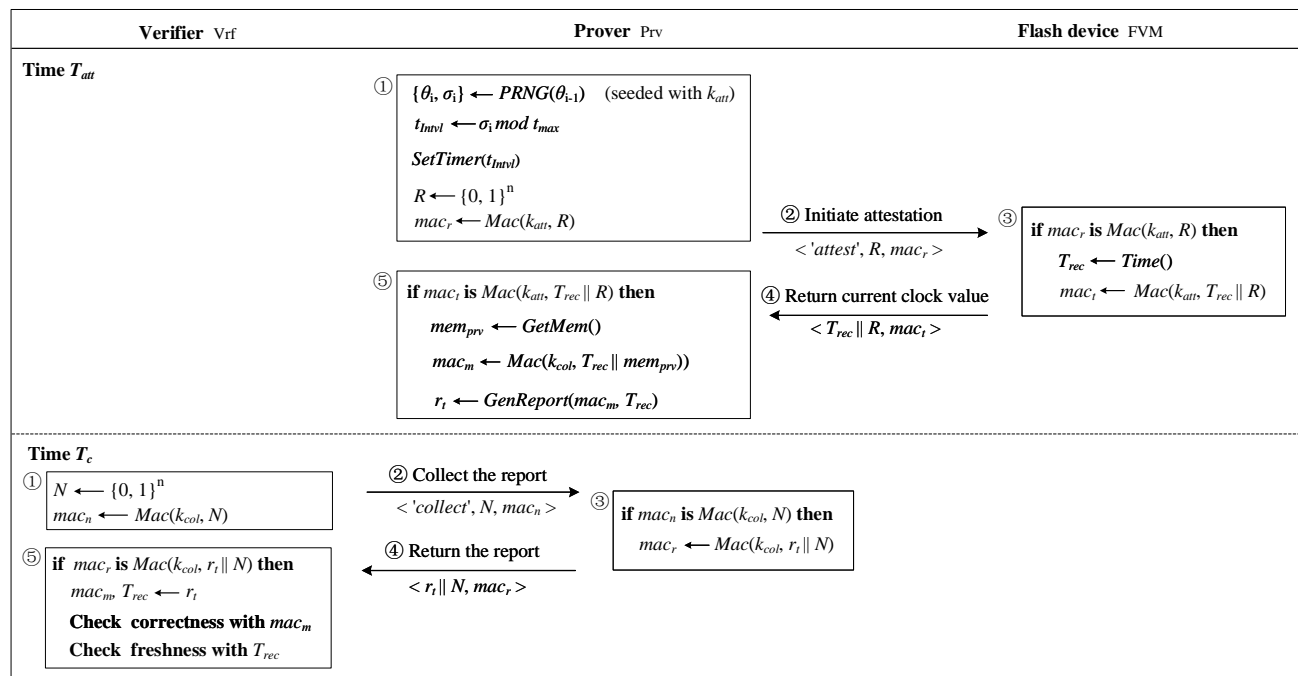 Verifier Vrf
Prover Prv
Flash device FVM
Time T_att
①
{θ_i, σ_i} ← PRNG(θ_i-1) (seeded with k_att)
t_Intvl ← σ_i mod t_max
SetTimer(t_Intvl)
R ← {0, 1}^n
mac_r ← Mac(k_att, R)
② Initiate attestation
< 'attest', R, mac_r >
③
if mac_r is Mac(k_att, R) then
T_rec ← Time()
mac_t ← Mac(k_att, T_rec || R)
④ Return current clock value
< T_rec || R, mac_t >
⑤
if mac_t is Mac(k_att, T_rec || R) then
mem_prv ← GetMem()
mac_m ← Mac(k_col, T_rec || mem_prv))
r_t ← GenReport(mac_m, T_rec)
Time T_c
①
N ← {0, 1}^n
mac_n ← Mac(k_col, N)
② Collect the report
< 'collect', N, mac_n >
③
if mac_n is Mac(k_col, N) then
mac_r ← Mac(k_col, r_t || N)
④ Return the report
< r_t || N, mac_r >
⑤
if mac_r is Mac(k_col, r_t || N) then
mac_m, T_rec ← r_t
Check correctness with mac_m
Check freshness with T_rec